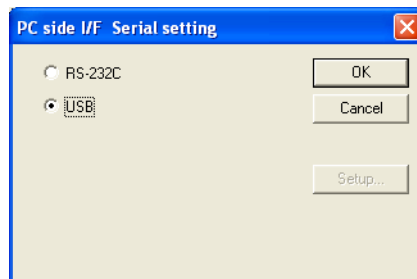 PC side I/F Serial setting
RS-232C
OK
USB
Cancel
Setup...